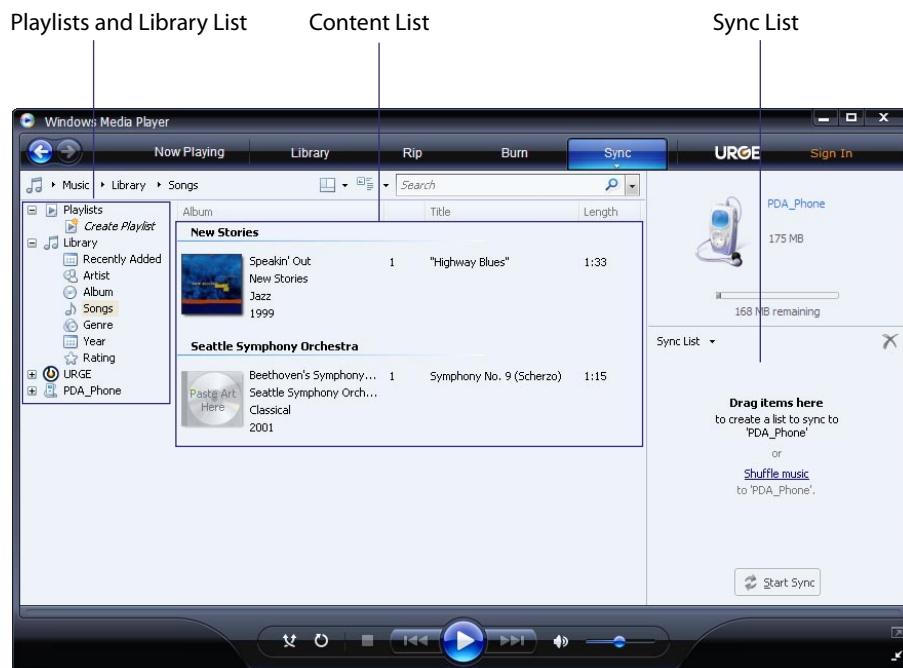 Playlists and Library List Content List Sync List
Windows Media Player
Now Playing Library Rip Burn Sync URGE Sign In
Music Library Songs Search
Playlists
Create Playlist
Library
Recently Added
Artist
Album
Songs
Genre
Year
Rating
URGE
PDA_Phone
Album Title Length
New Stories
Speakin' Out 1 "Highway Blues" 1:33
New Stories
Jazz
1999
Seattle Symphony Orchestra
Beethoven's Symphony... 1 Symphony No. 9 (Scherzo) 1:15
Paste Art Here
Seattle Symphony Orch...
Classical
2001
PDA_Phone
175 MB
168 MB remaining
Sync List
Drag items here
to create a list to sync to
'PDA_Phone'
or
Shuffle music
to 'PDA_Phone'.
Start Sync